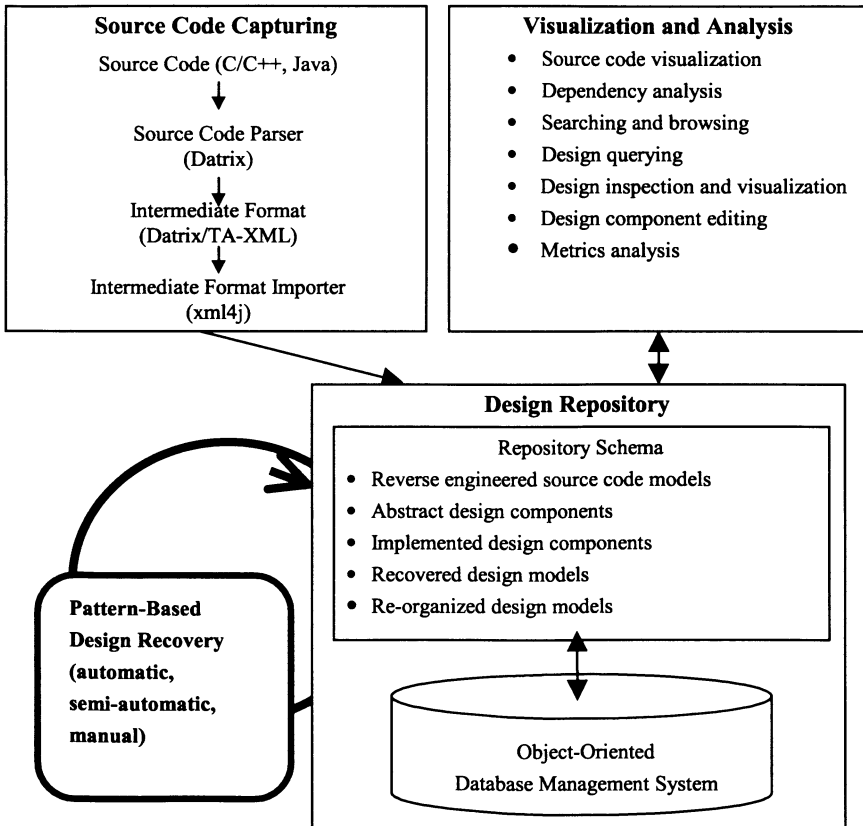 Source Code Capturing
Source Code (C/C++, Java)
Source Code Parser
(Datrix)
Intermediate Format
(Datrix/TA-XML)
Intermediate Format Importer
(xml4j)
Visualization and Analysis
• Source code visualization
• Dependency analysis
• Searching and browsing
• Design querying
• Design inspection and visualization
• Design component editing
• Metrics analysis
Design Repository
Repository Schema
• Reverse engineered source code models
• Abstract design components
• Implemented design components
• Recovered design models
• Re-organized design models
Pattern-Based
Design Recovery
(automatic,
semi-automatic,
manual)
Object-Oriented
Database Management System